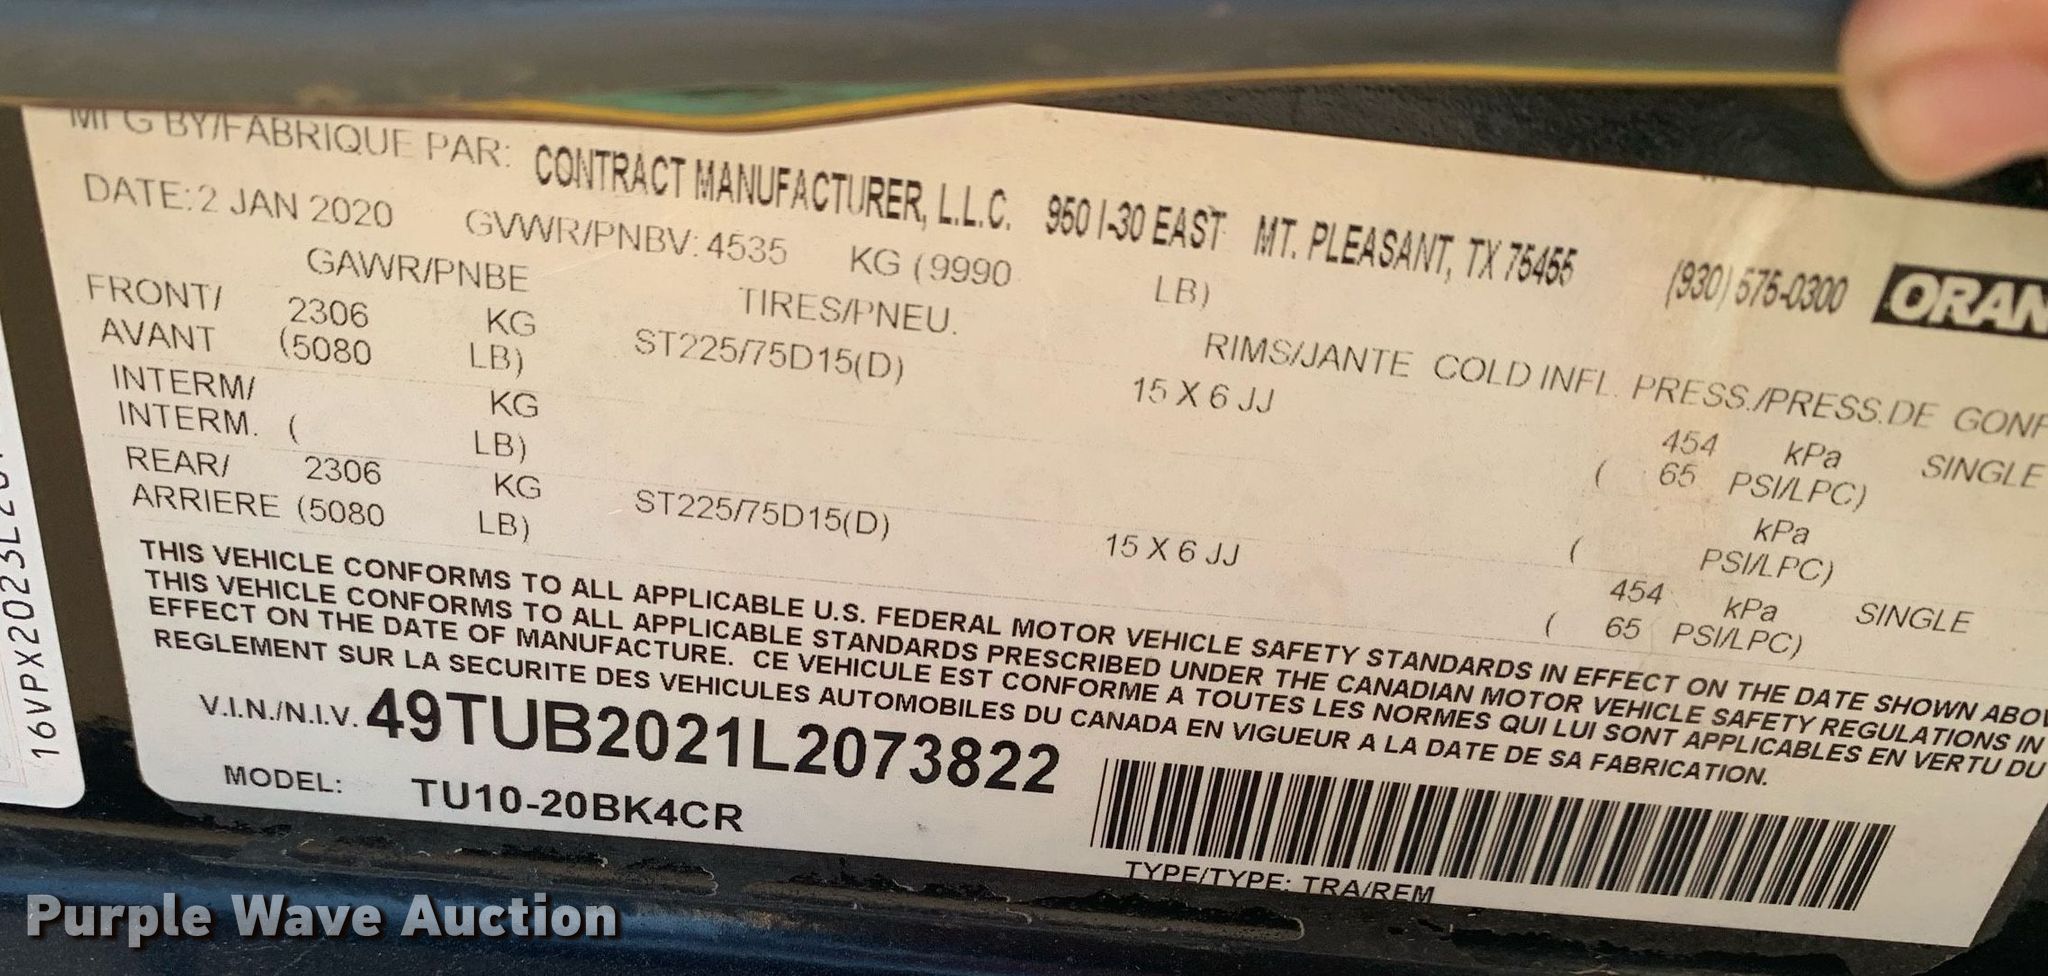 MFG BY/FABRIQUE PAR: CONTRACT MANUFACTURER, L.L.C. 950 I-30 EAST MT. PLEASANT, TX 75455 (930) 575-0300 ORAN
DATE: 2 JAN 2020 GVWR/PNBV: 4535 KG (9990 LB)
GAWR/PNBE TIRES/PNEU. RIMS/JANTE COLD INFL. PRESS./PRESS.DE GONF
FRONT/ 2306 KG ST225/75D15(D) 15 X 6 JJ 454 kPa SINGLE
AVANT (5080 LB) ( 65 PSI/LPC)
INTERM/ KG kPa
INTERM. ( LB) ( PSI/LPC)
REAR/ 2306 KG ST225/75D15(D) 15 X 6 JJ 454 kPa SINGLE
ARRIERE (5080 LB) ( 65 PSI/LPC)
THIS VEHICLE CONFORMS TO ALL APPLICABLE U.S. FEDERAL MOTOR VEHICLE SAFETY STANDARDS IN EFFECT ON THE DATE SHOWN ABOV
THIS VEHICLE CONFORMS TO ALL APPLICABLE STANDARDS PRESCRIBED UNDER THE CANADIAN MOTOR VEHICLE SAFETY REGULATIONS IN
EFFECT ON THE DATE OF MANUFACTURE. CE VEHICULE EST CONFORME A TOUTES LES NORMES QUI LUI SONT APPLICABLES EN VERTU DU
REGLEMENT SUR LA SECURITE DES VEHICULES AUTOMOBILES DU CANADA EN VIGUEUR A LA DATE DE SA FABRICATION.
V.I.N./N.I.V. 49TUB2021L2073822
MODEL: TU10-20BK4CR
TYPE/TYPE: TRA/REM
Purple Wave Auction